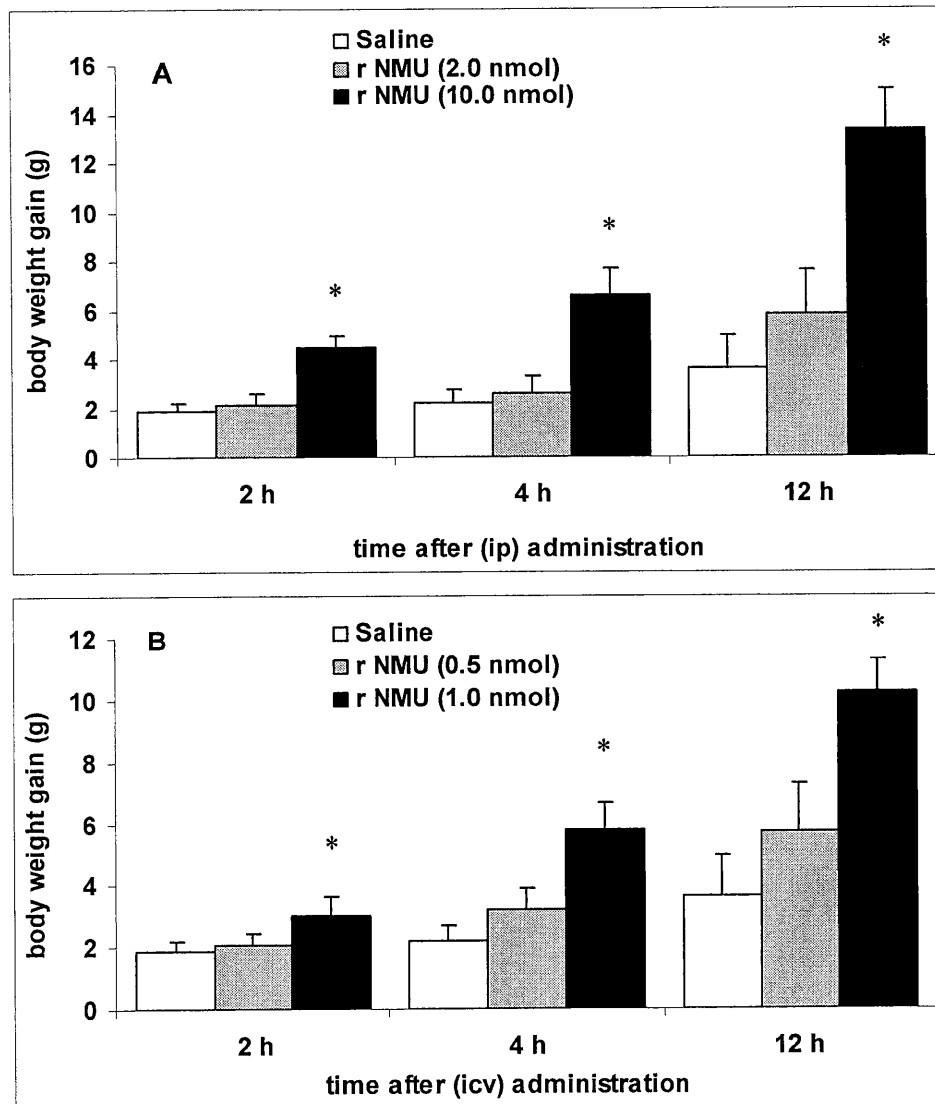 A
Saline
r NMU (2.0 nmol)
r NMU (10.0 nmol)
*
*
*
body weight gain (g)
16
14
12
10
8
6
4
2
0
2 h 4 h 12 h
time after (ip) administration
B
Saline
r NMU (0.5 nmol)
r NMU (1.0 nmol)
*
*
*
body weight gain (g)
12
10
8
6
4
2
0
2 h 4 h 12 h
time after (icv) administration